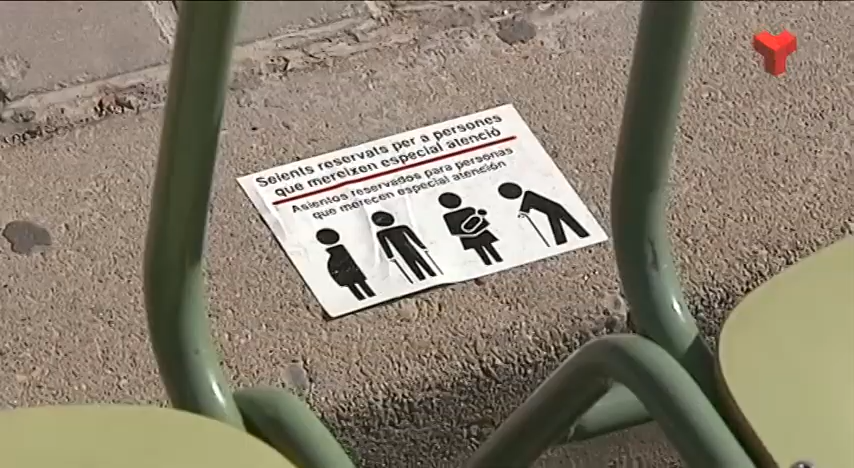 Seients reservats per a persones
que mereixen especial atenció
Asientos reservados para personas
que merecen especial atención